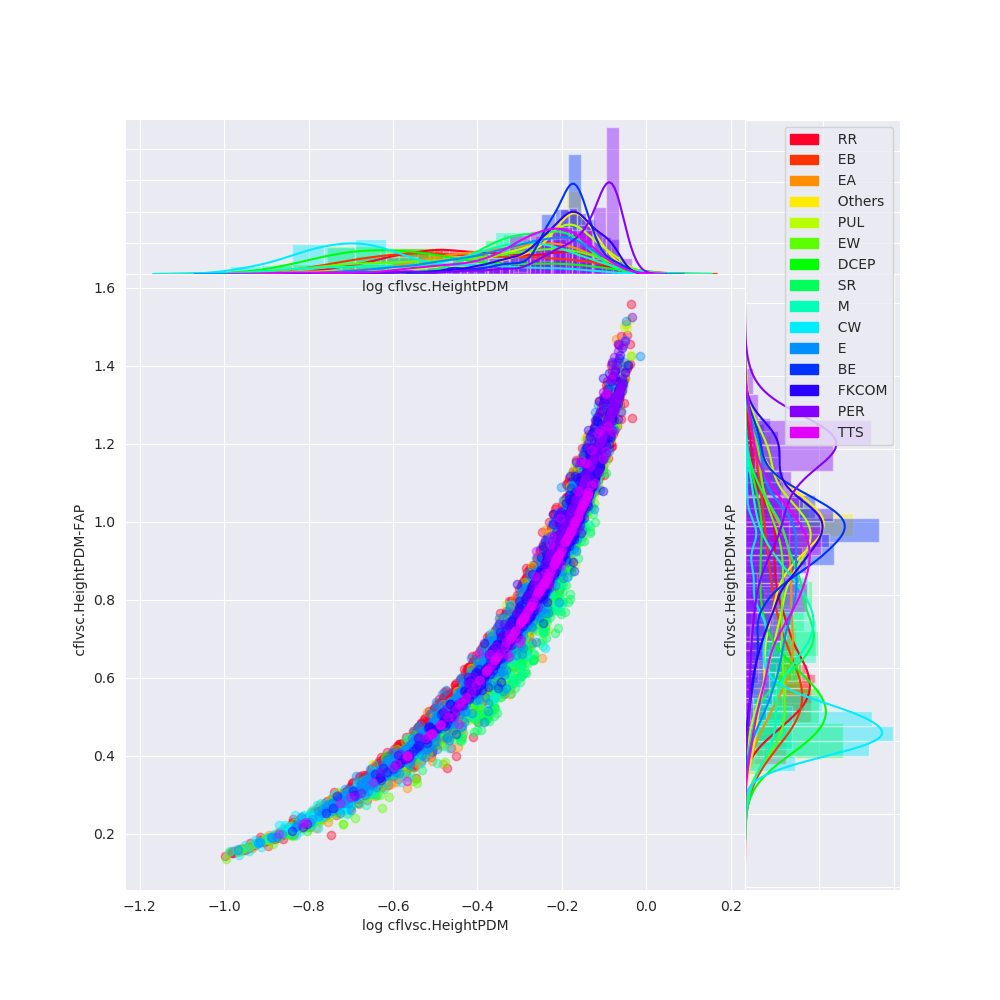 RR
EB
EA
Others
PUL
EW
DCEP
SR
M
CW
E
BE
FKCOM
PER
TTS
log cflvsc.HeightPDM
1.6
1.4
1.2
1.0
0.8
0.6
0.4
0.2
cflvsc.HeightPDM-FAP
cflvsc.HeightPDM-FAP
−1.2 −1.0 −0.8 −0.6 −0.4 −0.2 0.0 0.2
log cflvsc.HeightPDM